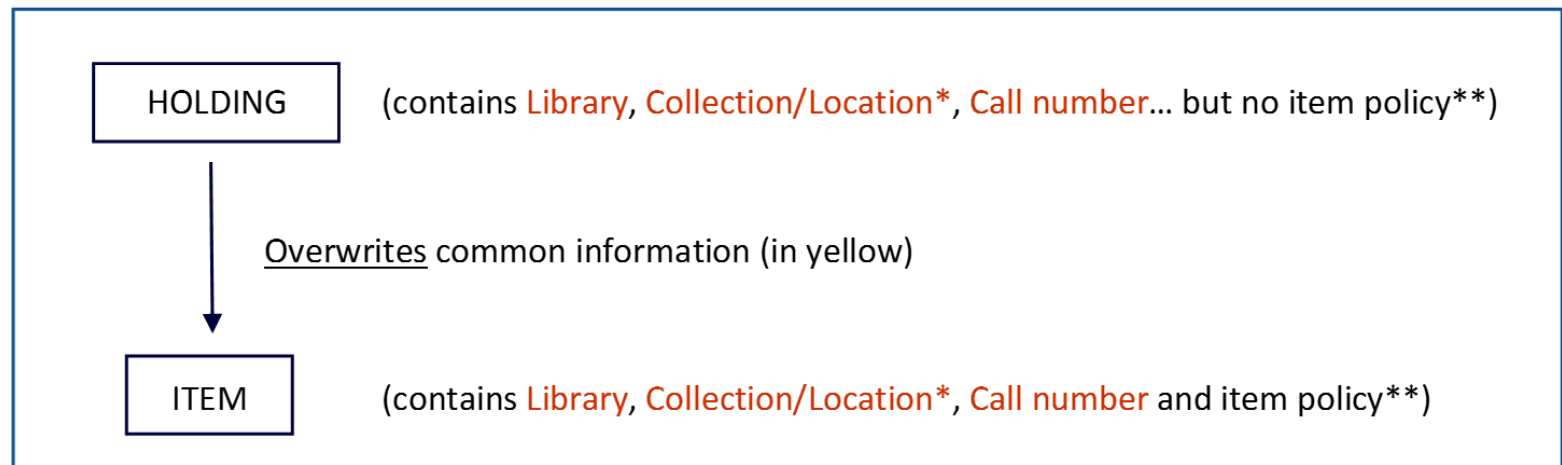 HOLDING (contains Library, Collection/Location*, Call number… but no item policy**)
Overwrites common information (in yellow)
ITEM (contains Library, Collection/Location*, Call number and item policy**)